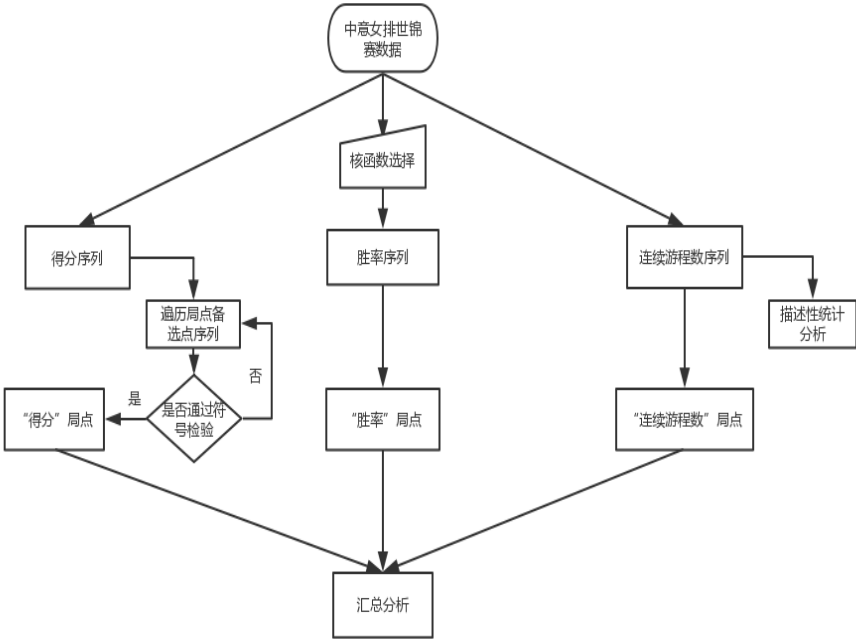 中意女排世锦
赛数据
核函数选择
得分序列
胜率序列
连续游程数序列
遍历局点备
选点序列
描述性统计
分析
否
是
是否通过符
号检验
“得分”局点
“胜率”局点
“连续游程数”局点
汇总分析